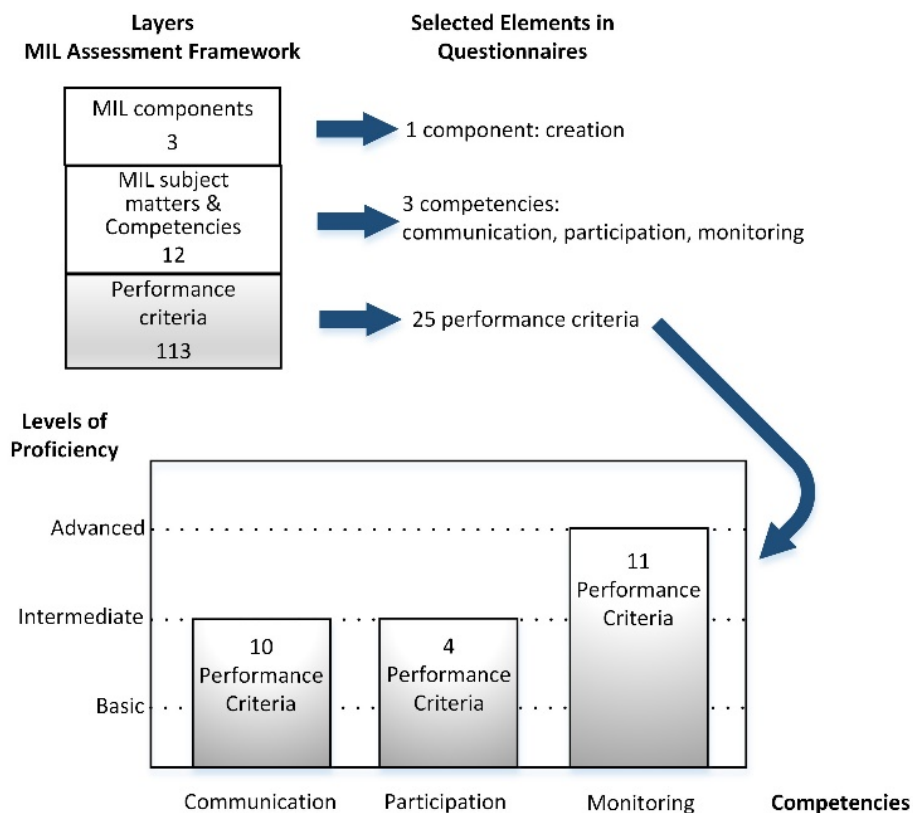 Layers
MIL Assessment Framework
Selected Elements in
Questionnaires
MIL components
3
1 component: creation
MIL subject
matters &
Competencies
12
3 competencies:
communication, participation, monitoring
Performance
criteria
113
25 performance criteria
Levels of
Proficiency
Advanced
Intermediate
Basic
10
Performance
Criteria
4
Performance
Criteria
11
Performance
Criteria
Communication
Participation
Monitoring
Competencies